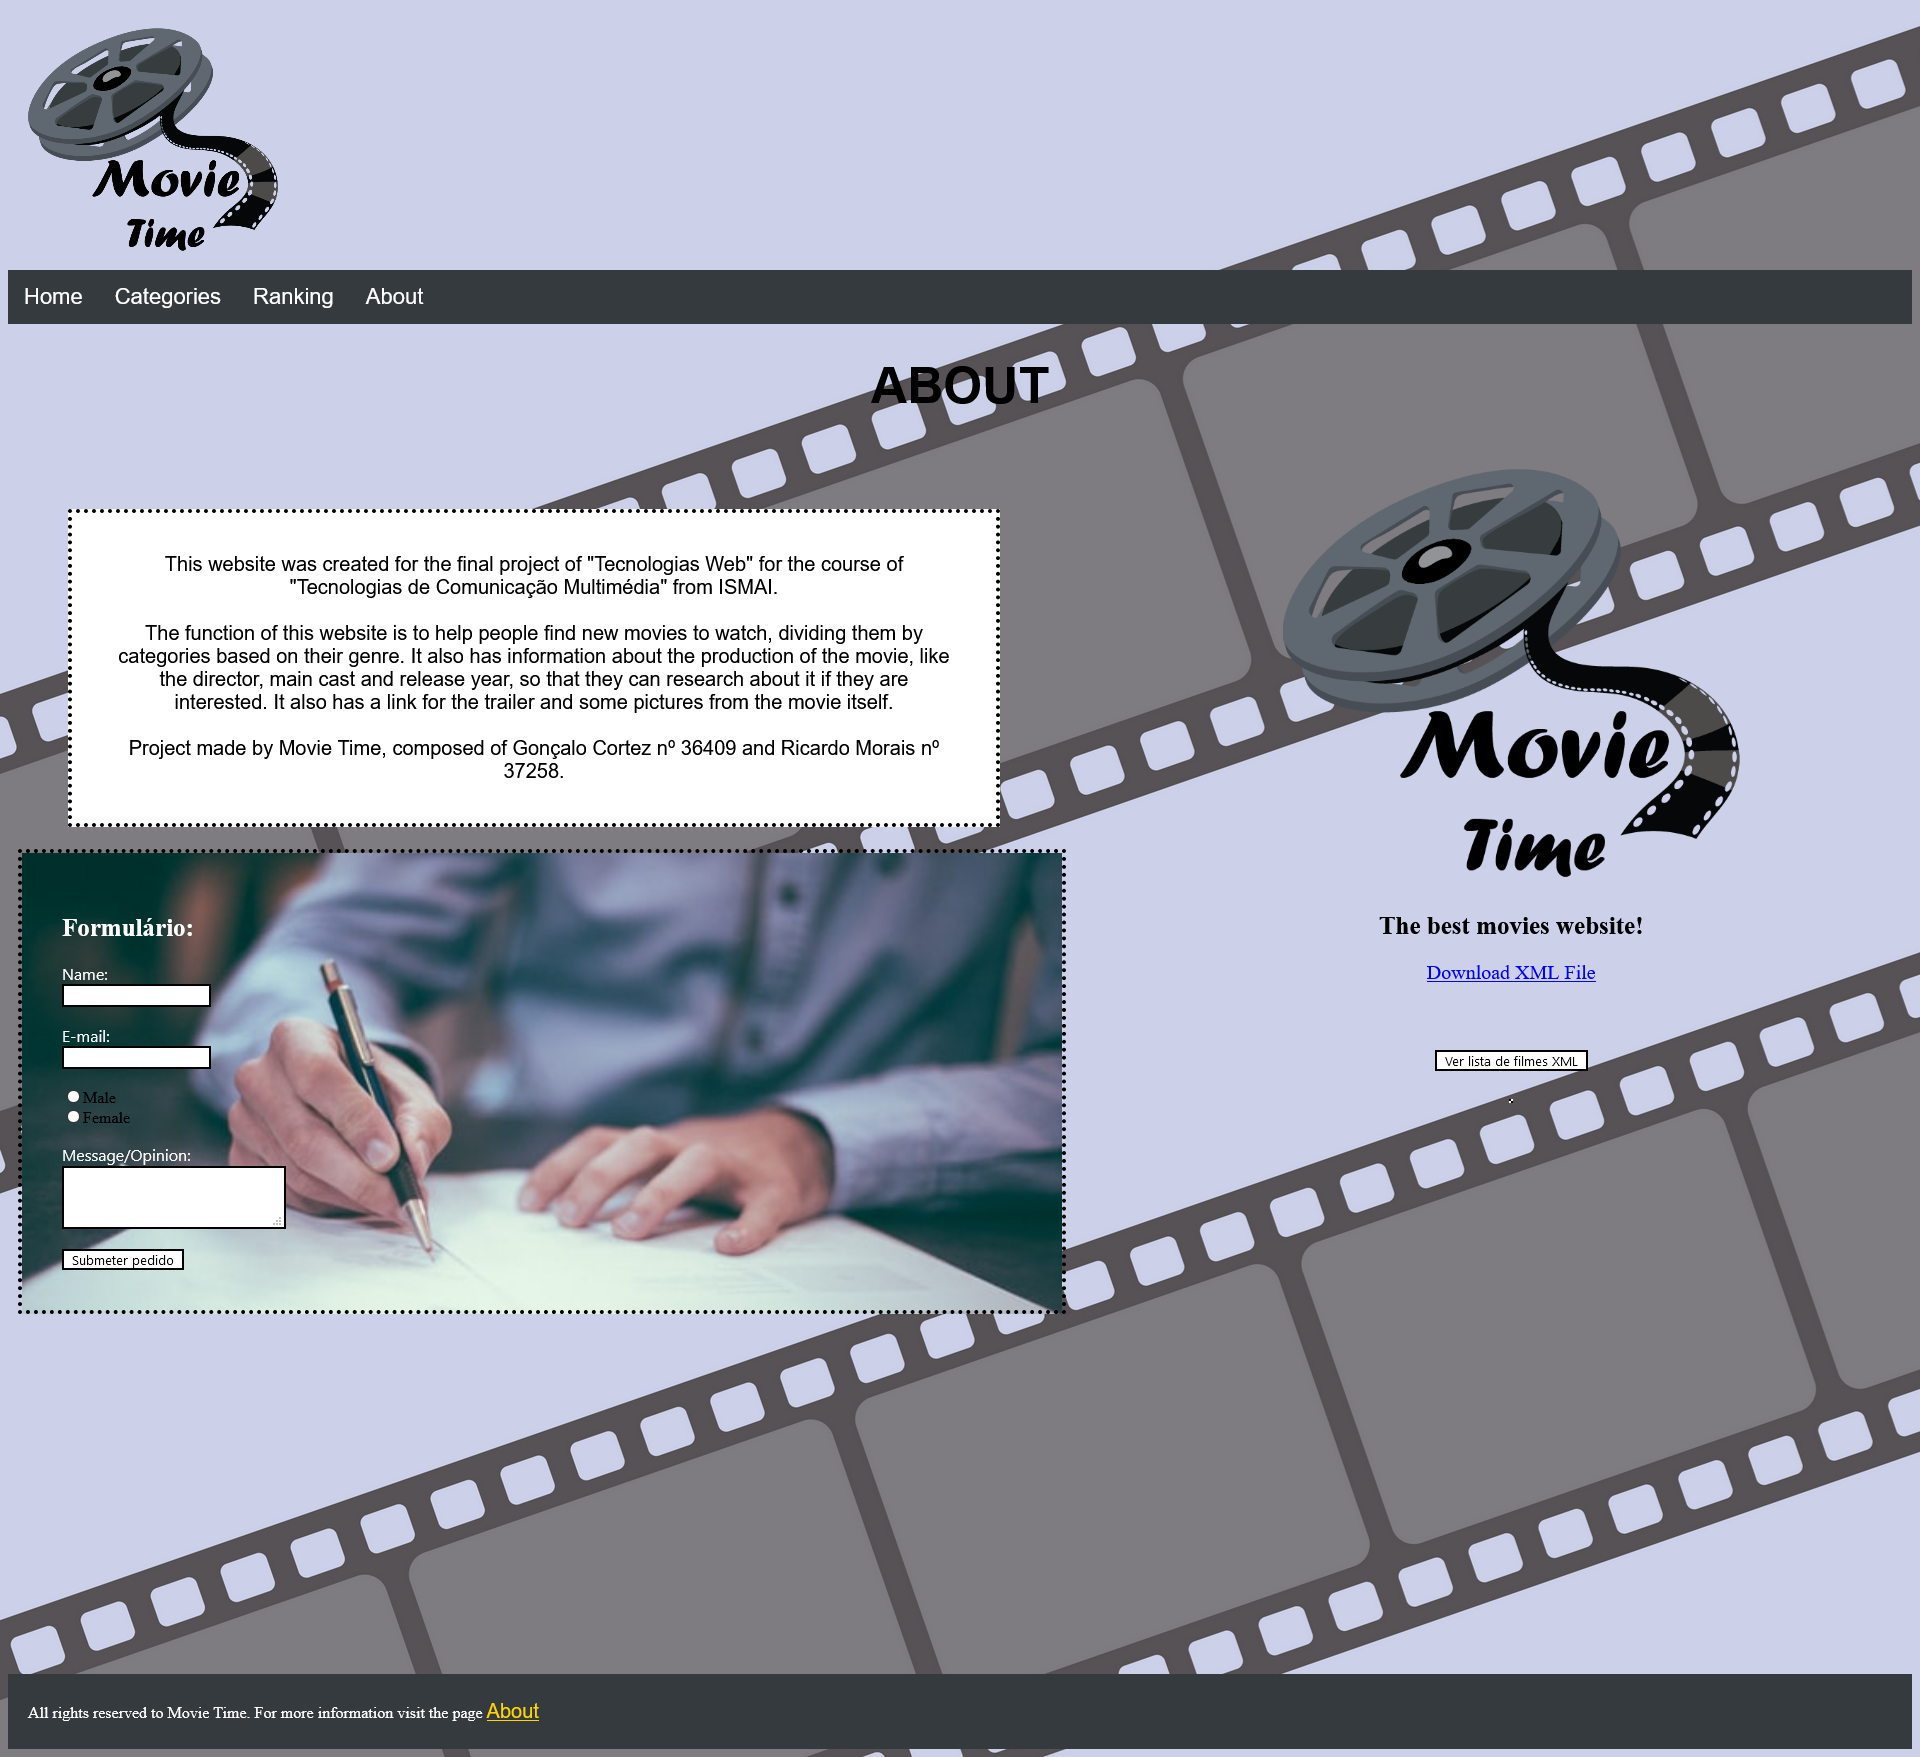 Movie
Time
Home Categories Ranking About
ABOUT
This website was created for the final project of "Tecnologias Web" for the course of
"Tecnologias de Comunicação Multimédia" from ISMAI.
The function of this website is to help people find new movies to watch, dividing them by
categories based on their genre. It also has information about the production of the movie, like
the director, main cast and release year, so that they can research about it if they are
interested. It also has a link for the trailer and some pictures from the movie itself.
Project made by Movie Time, composed of Gonçalo Cortez nº 36409 and Ricardo Morais nº
37258.
Movie
Time
The best movies website!
Download XML File
Ver lista de filmes XML
Formulário:
Name:
E-mail:
Male
Female
Message/Opinion:
Submeter pedido
All rights reserved to Movie Time. For more information visit the page About